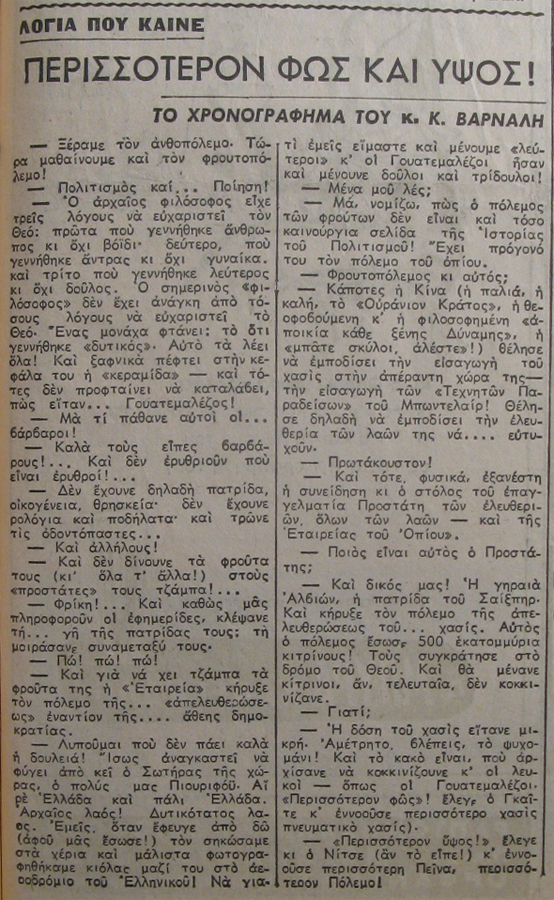 ΛΟΓΙΑ ΠΟΥ ΚΑΙΝΕ
ΠΕΡΙΣΣΟΤΕΡΟΝ ΦΩΣ ΚΑΙ ΥΨΟΣ!
ΤΟ ΧΡΟΝΟΓΡΑΦΗΜΑ ΤΟΥ κ. Κ. ΒΑΡΝΑΛΗ
— Ξέραμε τὸν ἀνθοπόλεμο· Τώ-
ρα μαθαίνουμε καὶ τὸν φρουτοπό-
λεμο!
— Πολιτισμὸς καί... Ποίηση!
— Ὁ ἀρχαῖος φιλόσοφος εἶχε
τρεῖς λόγους νὰ εὐχαριστεῖ τὸν
Θεό: πρῶτα ποὺ γεννήθηκε ἄνθρω-
πος κι ὄχι βόϊδι· δεύτερο, ποὺ
γεννήθηκε ἄντρας κι ὄχι γυναίκα.
καὶ τρίτο ποὺ γεννήθηκε λεύτερος
κι ὄχι δοῦλος. Ὁ σημερινὸς «φι-
λόσοφος» δὲν ἔχει ἀνάγκη ἀπὸ τό-
σους λόγους νὰ εὐχαριστεῖ τὸ
Θεό· Ἕνας μονάχα φτάνει: τὸ ὅτι
γεννήθηκε «δυτικός»· Αὐτὸ τὰ λέει
ὅλα! Καὶ ξαφνικὰ πέφτει στὴν κε-
φάλα του ἡ «κεραμίδα» — καὶ τό-
τες δὲν προφταίνει νὰ καταλάβει,
πὼς εἶταν... Γουατεμαλέζος!
— Μὰ τί πάθανε αὐτοὶ οἱ...
βάρβαροι!
— Καλὰ τοὺς εἶπες βαρβά-
ρους!... Καὶ δὲν ἐρυθριοῦν ποὺ
εἶναι ἐρυθροί!...
— Δὲν ἔχουνε δηλαδὴ πατρίδα,
οἰκογένεια, θρησκεία· δὲν ἔχουνε
ρολόγια καὶ ποδήλατα· καὶ τρῶνε
τὶς ὀδοντόπαστες...
— Καὶ ἀλλήλους!
— Καὶ δὲν δίνουνε τὰ φροῦτα
τους (κι' ὅλα τ' ἄλλα!) στοὺς
«προστάτες» τους τζάμπα!...
— Φρίκη!... Καὶ καθὼς μᾶς
πληροφοροῦν οἱ ἐφημερίδες, κλέψανε
τή... γῆ τῆς πατρίδας τους· τὴ
μοιράσανε συναμεταξύ τους·
— Πώ! πώ! πώ!
— Καὶ γιὰ νά χει τζάμπα τὰ
φροῦτα της ἡ «Ἑταιρεία» κήρυξε
τὸν πόλεμο τῆς... «ἀπελευθερώσε-
ως» ἐναντίον τῆς.... ἄθεης δημο-
κρατίας.
— Λυποῦμαι ποὺ δὲν πάει καλὰ
ἡ δουλειά! Ἴσως ἀναγκαστεῖ νὰ
φύγει ἀπὸ κεῖ ὁ Σωτήρας τῆς χώ-
ρας, ὁ πολύς μας Πιουριφόϋ. Αἴ
ρὲ Ἑλλάδα καὶ πάλι Ἑλλάδα.
Ἀρχαῖος λαός! Δυτικότατος λα-
ός. Ἐμεῖς, ὅταν ἔφευγε ἀπὸ δῶ
(ἀφοῦ μᾶς ἔσωσε!) τὸν σηκώσαμε
στὰ χέρια καὶ μάλιστα φωτογρα-
φηθήκαμε κιόλας μαζί του στὸ ἀε-
ροδρόμιο τοῦ Ἑλληνικοῦ! Νὰ για-
τὶ ἐμεῖς εἴμαστε καὶ μένουμε «λεύ-
τεροι» κ' οἱ Γουατεμαλέζοι ἦσαν
καὶ μένουνε δοῦλοι καὶ τρίδουλοι!
— Μένα μοῦ λές;
— Μά, νομίζω, πὼς ὁ πόλεμος
τῶν φρούτων δὲν εἶναι καὶ τόσο
καινούργια σελίδα τῆς Ἱστορίας
τοῦ Πολιτισμοῦ! Ἔχει πρόγονό
του τὸν πόλεμο τοῦ ὀπίου.
— Φρουτοπόλεμος κι αὐτός;
— Κάποτες ἡ Κίνα (ἡ παλιά, ἡ
καλή, τὸ «Οὐράνιον Κράτος», ἡ θε-
οφοβούμενη κ' ἡ φιλοσοφημένη «ἀ-
ποικία κάθε ξένης Δύναμης», ἡ
«μπᾶτε σκύλοι, ἀλέστε»!) θέλησε
νὰ ἐμποδίσει τὴν εἰσαγωγὴ τοῦ
χασὶς στὴν ἀπέραντη χώρα της—
τὴν εἰσαγωγὴ τῶν «Τεχνητῶν Πα-
ραδείσων» τοῦ Μπωντελαίρ! Θέλη-
σε δηλαδὴ νὰ ἐμποδίσει τὴν ἐλευ-
θερία τῶν λαῶν της νά.... εὐτυ-
χοῦν.
— Πρωτάκουστον!
— Καὶ τότε, φυσικά, ἐξανέστη
ἡ συνείδηση κι ὁ στόλος τοῦ ἐπαγ-
γελματία Προστάτη τῶν ἐλευθερι-
ῶν, ὅλων τῶν λαῶν — καὶ τῆς
Ἑταιρείας τοῦ Ὀπίου».
— Ποιὸς εἶναι αὐτὸς ὁ Προστά-
της;
— Καὶ δικός μας! Ἡ γηραιὰ
Ἀλβιών, ἡ πατρίδα τοῦ Σαίξπηρ·
Καὶ κήρυξε τὸν πόλεμο τῆς ἀπε-
λευθερώσεως τοῦ... χασίς. Αὐτὸς
ὁ πόλεμος ἔσωσε 500 ἑκατομμύρια
κιτρίνους! Τοὺς συγκράτησε στὸ
δρόμο τοῦ Θεοῦ. Καὶ θὰ μένανε
κίτρινοι, ἄν, τελευταῖα, δὲν κοκκι-
νίζανε.
— Γιατί;
— Ἡ δόση τοῦ χασὶς εἴτανε μι-
κρή. Ἀμέτρητο, βλέπεις, τὸ ψυχο-
μάνι! Καὶ τὸ κακὸ εἶναι, ποὺ ἀρ-
χίσανε νὰ κοκκινίζουνε κ' οἱ λευ-
κοὶ — ὅπως οἱ Γουατεμαλέζοι.
«Περισσότερον φῶς»! ἔλεγε ὁ Γκαῖ-
τε κ' ἐννοοῦσε περισσότερο χασὶς
πνευματικὸ χασίς).
— «Περισσότερον ὕψος!» ἔλεγε
κι ὁ Νίτσε (ἂν τὸ εἶπε!) κ' ἐννο-
οῦσε περισσότερη Πεῖνα, περισσό-
τερον Πόλεμο!